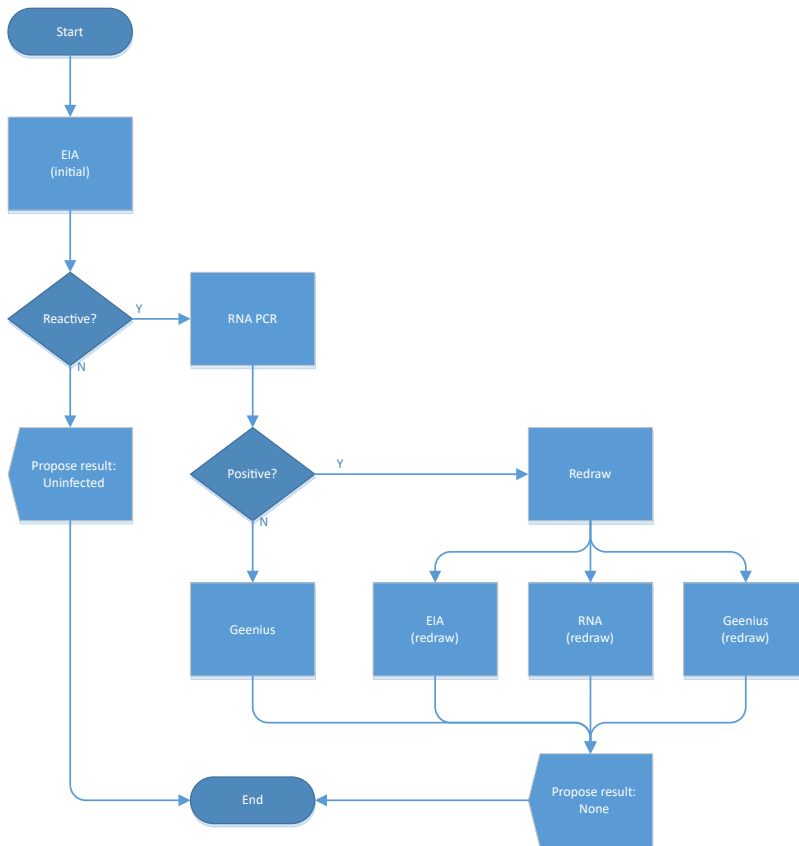 Start
EIA
(initial)
Reactive?
Y
RNA PCR
N
Propose result:
Uninfected
Positive?
Y
Redraw
N
Geenius
EIA
(redraw)
RNA
(redraw)
Geenius
(redraw)
End
Propose result:
None